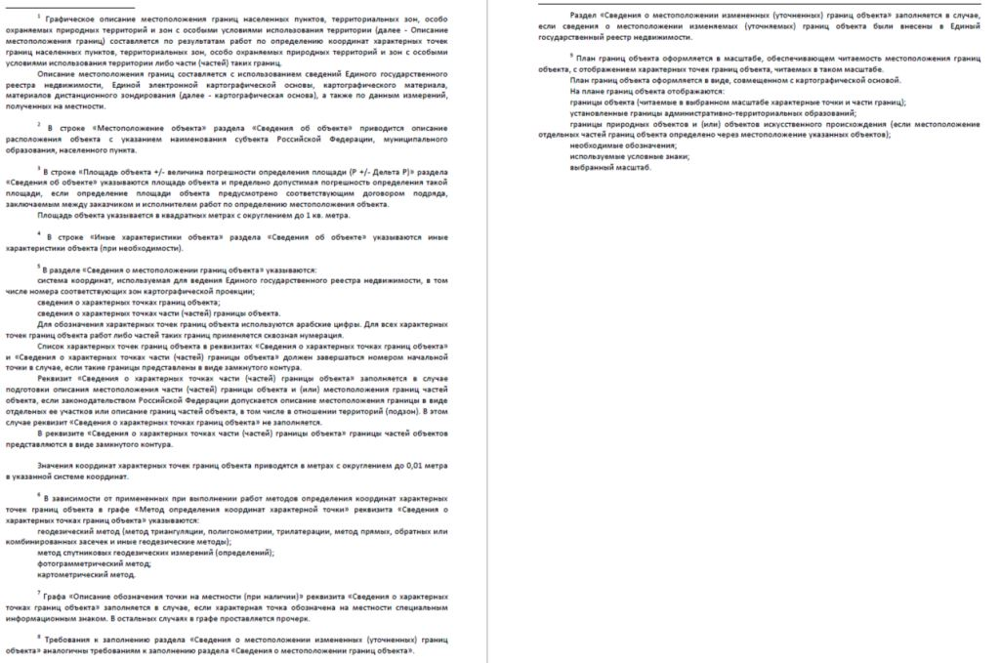 1 Графическое описание местоположения границ населенных пунктов, территориальных зон, особо
охраняемых природных территорий и зон с особыми условиями использования территории (далее - Описание
местоположения границ) составляется по результатам работ по определению координат характерных точек
границ населенных пунктов, территориальных зон, особо охраняемых природных территорий и зон с особыми
условиями использования территории либо части (частей) таких границ.
Описание местоположения границ составляется с использованием сведений Единого государственного
реестра недвижимости, Единой электронной картографической основы, картографического материала,
материалов дистанционного зондирования (далее - картографическая основа), а также по данным измерений,
полученных на местности.
2 В строке «Местоположение объекта» раздела «Сведения об объекте» приводится описание
расположения объекта с указанием наименования субъекта Российской Федерации, муниципального
образования, населенного пункта.
3 В строке «Площадь объекта +/- величина погрешности определения площади (P +/- Дельта P)» раздела
«Сведения об объекте» указываются площадь объекта и предельно допустимая погрешность определения такой
площади, если определение площади объекта предусмотрено соответствующим договором подряда,
заключаемым между заказчиком и исполнителем работ по определению местоположения объекта.
Площадь объекта указывается в квадратных метрах с округлением до 1 кв. метра.
4 В строке «Иные характеристики объекта» раздела «Сведения об объекте» указываются иные
характеристики объекта (при необходимости).
5 В разделе «Сведения о местоположении границ объекта» указываются:
система координат, используемая для ведения Единого государственного реестра недвижимости, в том
числе номера соответствующих зон картографической проекции;
сведения о характерных точках границ объекта;
сведения о характерных точках части (частей) границы объекта.
Для обозначения характерных точек границ объекта используются арабские цифры. Для всех характерных
точек границ объекта работ либо частей таких границ применяется сквозная нумерация.
Список характерных точек границ объекта в реквизитах «Сведения о характерных точках границ объекта»
и «Сведения о характерных точках части (частей) границы объекта» должен завершаться номером начальной
точки в случае, если такие границы представлены в виде замкнутого контура.
Реквизит «Сведения о характерных точках части (частей) границы объекта» заполняется в случае
подготовки описания местоположения части (частей) границы объекта и (или) местоположения границ частей
объекта, если законодательством Российской Федерации допускается описание местоположения границы в виде
отдельных ее участков или описание границ частей объекта, в том числе в отношении территорий (подзон). В этом
случае реквизит «Сведения о характерных точках границ объекта» не заполняется.
В реквизите «Сведения о характерных точках части (частей) границы объекта» границы частей объектов
представляются в виде замкнутого контура.
Значения координат характерных точек границ объекта приводятся в метрах с округлением до 0,01 метра
в указанной системе координат.
6 В зависимости от примененных при выполнении работ методов определения координат характерных
точек границ объекта в графе «Метод определения координат характерной точки» реквизита «Сведения о
характерных точках границ объекта» указываются:
геодезический метод (метод триангуляции, полигонометрии, трилатерации, метод прямых, обратных или
комбинированных засечек и иные геодезические методы);
метод спутниковых геодезических измерений (определений);
фотограмметрический метод;
картометрический метод.
7 Графа «Описание обозначения точки на местности (при наличии)» реквизита «Сведения о характерных
точках границ объекта» заполняется в случае, если характерная точка обозначена на местности специальным
информационным знаком. В остальных случаях в графе проставляется прочерк.
8 Требования к заполнению раздела «Сведения о местоположении измененных (уточненных) границ
объекта» аналогичны требованиям к заполнению раздела «Сведения о местоположении границ объекта».
Раздел «Сведения о местоположении измененных (уточненных) границ объекта» заполняется в случае,
если сведения о местоположении изменяемых (уточняемых) границ объекта были внесены в Единый
государственный реестр недвижимости.
9 План границ объекта оформляется в масштабе, обеспечивающем читаемость местоположения границ
объекта, с отображением характерных точек границ объекта, читаемых в таком масштабе.
План границ объекта оформляется в виде, совмещенном с картографической основой.
На плане границ объекта отображаются:
границы объекта (читаемые в выбранном масштабе характерные точки и части границ);
установленные границы административно-территориальных образований;
границы природных объектов и (или) объектов искусственного происхождения (если местоположение
отдельных частей границ объекта определено через местоположение указанных объектов);
необходимые обозначения;
используемые условные знаки;
выбранный масштаб.